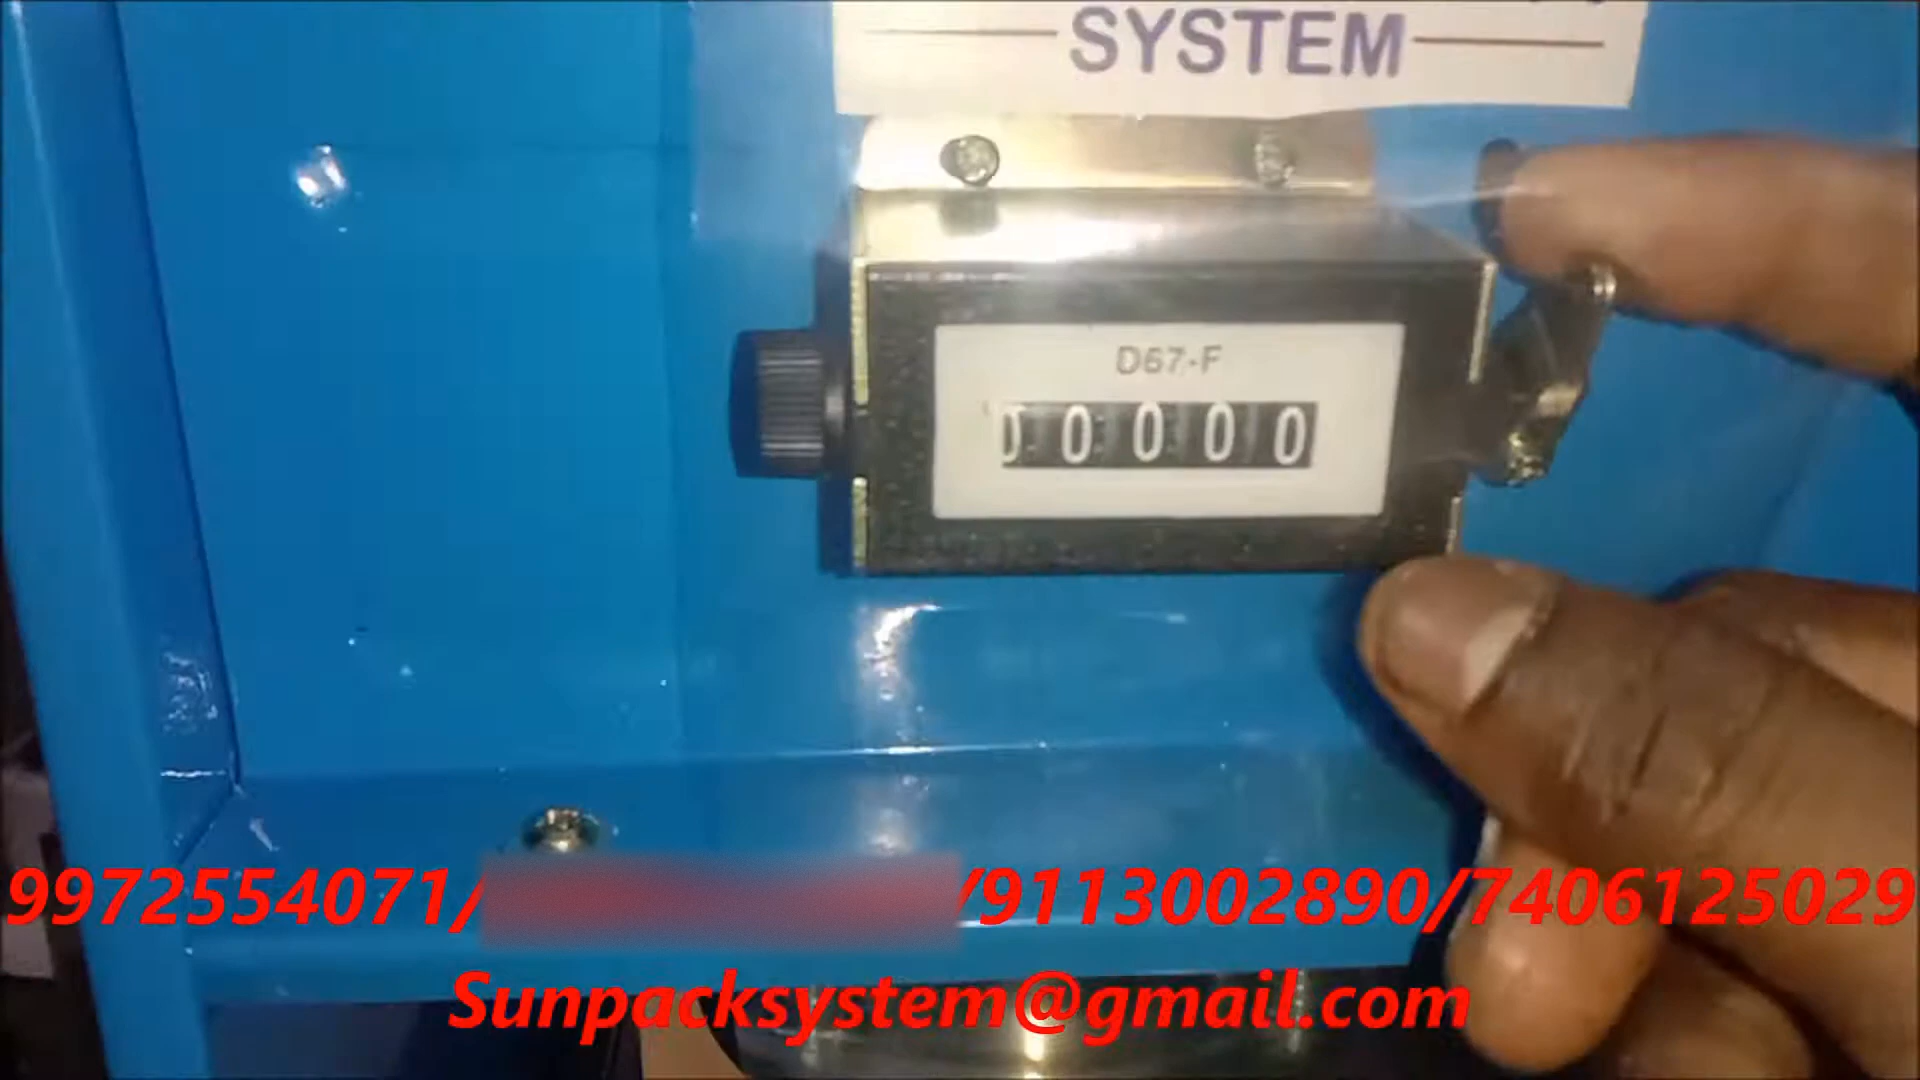 SYSTEM
D67-F
00000
9972554071/ /9113002890/7406125029
Sunpacksystem@gmail.com